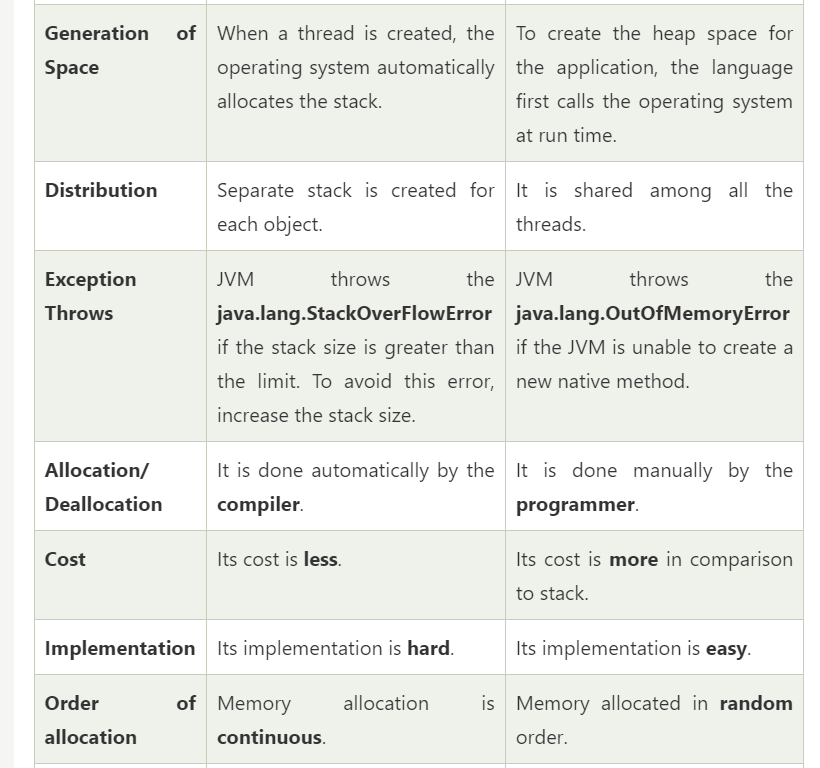 Generation of
Space
When a thread is created, the
operating system automatically
allocates the stack.
To create the heap space for
the application, the language
first calls the operating system
at run time.
Distribution
Separate stack is created for
each object.
It is shared among all the
threads.
Exception
Throws
JVM throws the
java.lang.StackOverFlowError
if the stack size is greater than
the limit. To avoid this error,
increase the stack size.
JVM throws the
java.lang.OutOfMemoryError
if the JVM is unable to create a
new native method.
Allocation/
Deallocation
It is done automatically by the
compiler.
It is done manually by the
programmer.
Cost
Its cost is less.
Its cost is more in comparison
to stack.
Implementation
Its implementation is hard.
Its implementation is easy.
Order of
allocation
Memory allocation is
continuous.
Memory allocated in random
order.